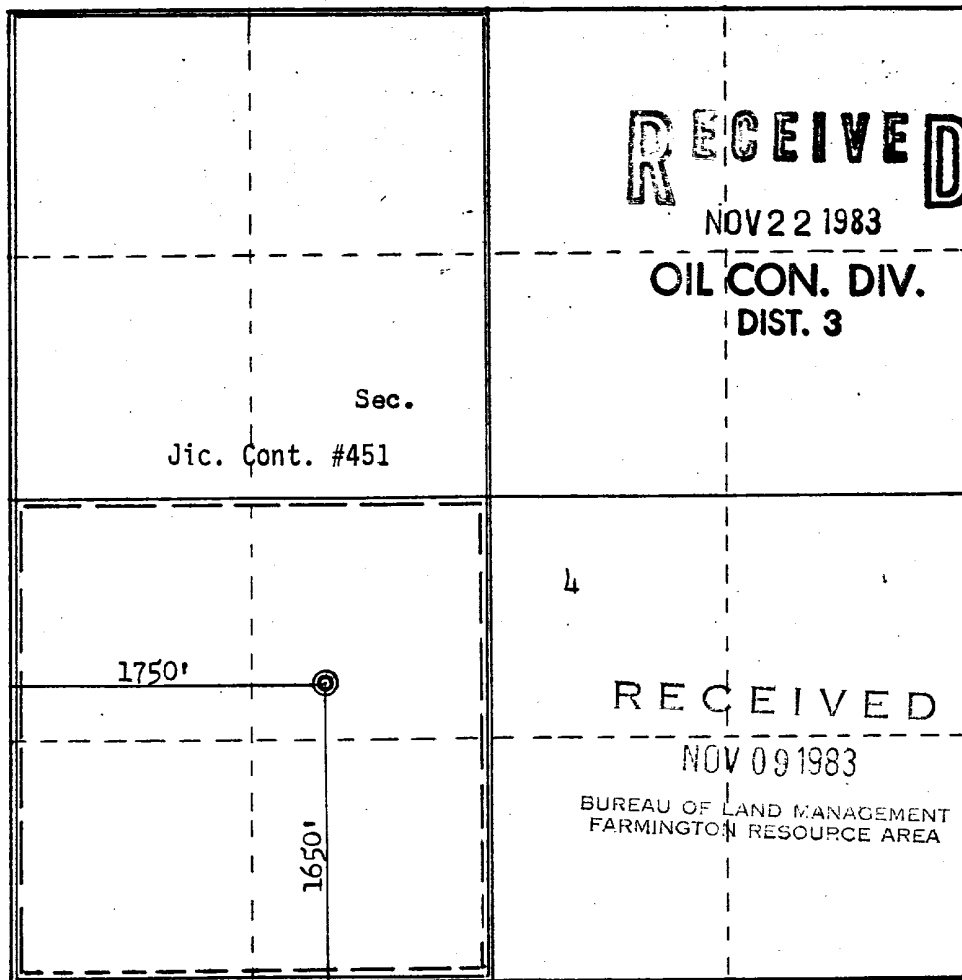 RECEIVED
NOV 22 1983
OIL CON. DIV.
DIST. 3
Sec.
Jic. Cont. #451
4
1750'
RECEIVED
NOV 09 1983
BUREAU OF LAND MANAGEMENT
FARMINGTON RESOURCE AREA
1650'